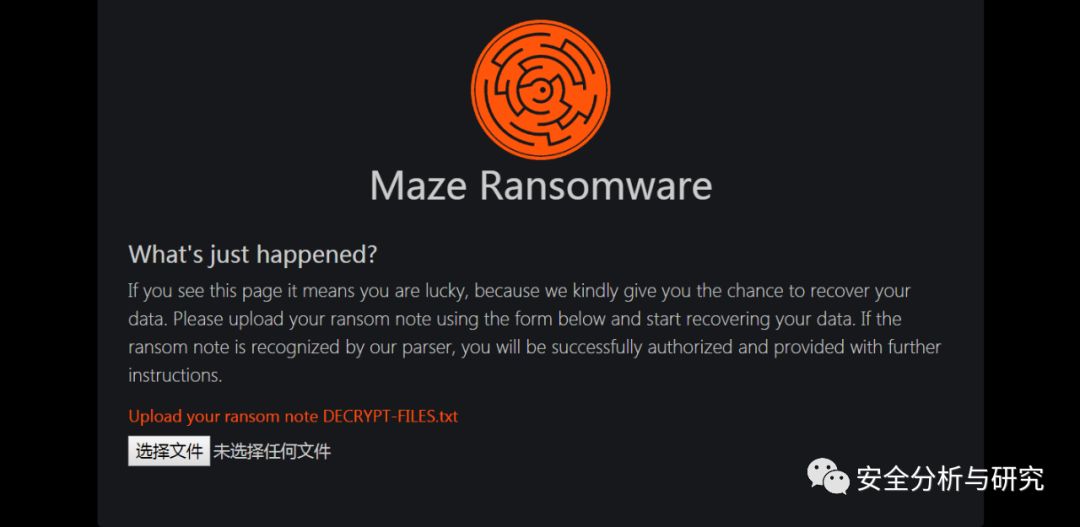 Maze Ransomware
What's just happened?
If you see this page it means you are lucky, because we kindly give you the chance to recover your
data. Please upload your ransom note using the form below and start recovering your data. If the
ransom note is recognized by our parser, you will be successfully authorized and provided with further
instructions.
Upload your ransom note DECRYPT-FILES.txt
选择文件 未选择任何文件
安全分析与研究